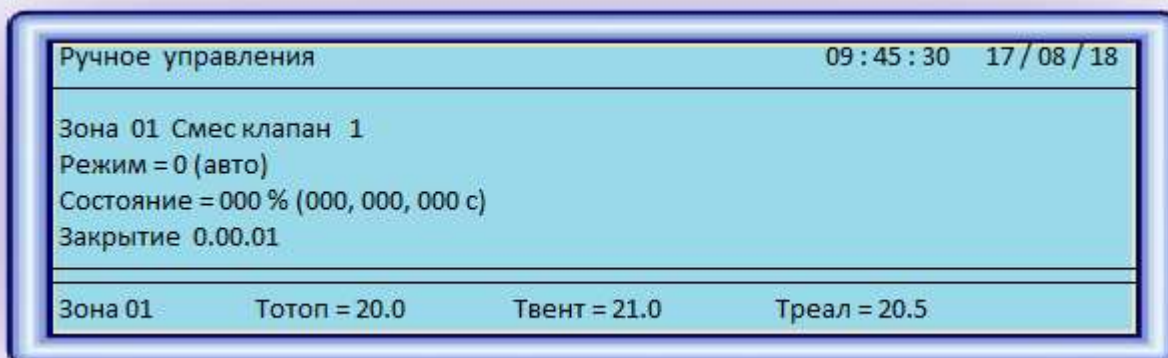 Ручное управления 09 : 45 : 30 17 / 08 / 18
Зона 01 Смес клапан 1
Режим = 0 (авто)
Состояние = 000 % (000, 000, 000 с)
Закрытие 0.00.01
Зона 01 Тотоп = 20.0 Твент = 21.0 Треал = 20.5